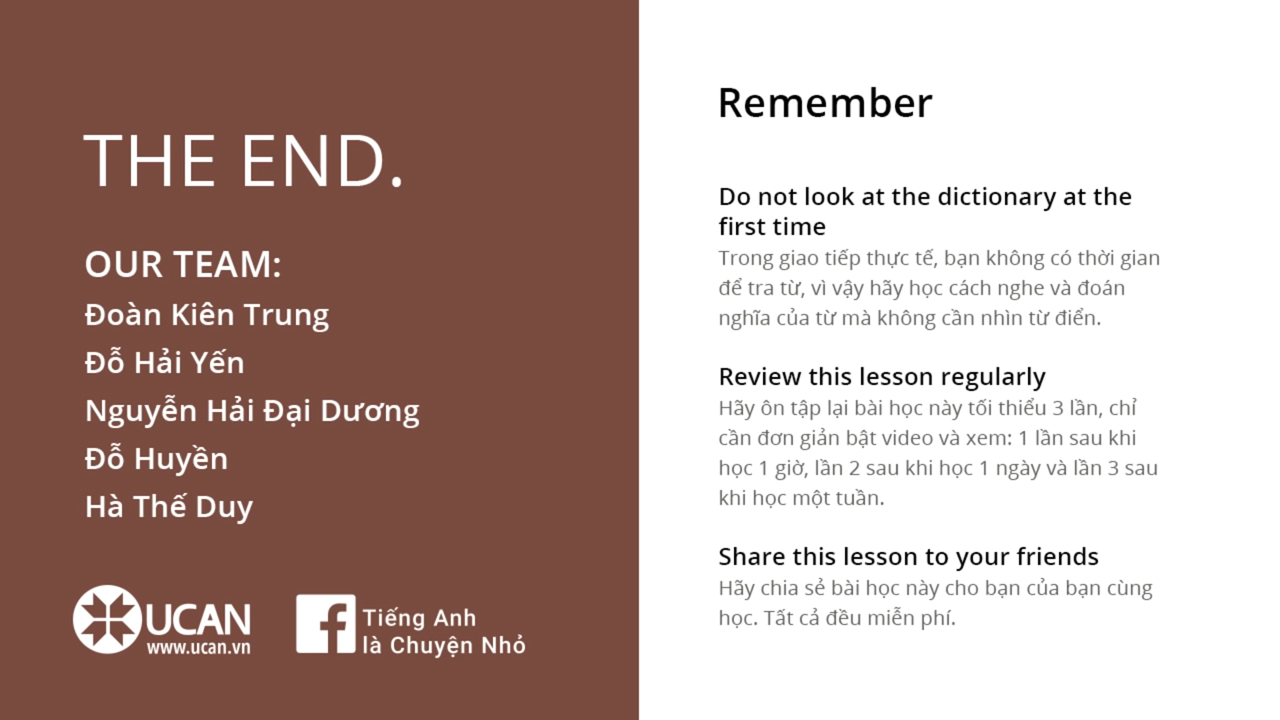 THE END.
OUR TEAM:
Đoàn Kiên Trung
Đỗ Hải Yến
Nguyễn Hải Đại Dương
Đỗ Huyền
Hà Thế Duy
UCAN
www.ucan.vn
Tiếng Anh
là Chuyện Nhỏ
Remember
Do not look at the dictionary at the
first time
Trong giao tiếp thực tế, bạn không có thời gian
để tra từ, vì vậy hãy học cách nghe và đoán
nghĩa của từ mà không cần nhìn từ điển.
Review this lesson regularly
Hãy ôn tập lại bài học này tối thiểu 3 lần, chỉ
cần đơn giản bật video và xem: 1 lần sau khi
học 1 giờ, lần 2 sau khi học 1 ngày và lần 3 sau
khi học một tuần.
Share this lesson to your friends
Hãy chia sẻ bài học này cho bạn của bạn cùng
học. Tất cả đều miễn phí.